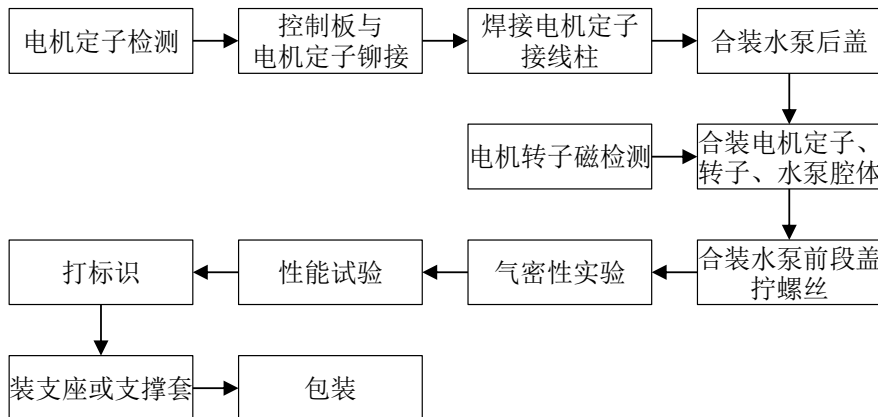 电机定子检测
控制板与
电机定子铆接
焊接电机定子
接线柱
合装水泵后盖
电机转子磁检测
合装电机定子、
转子、水泵腔体
合装水泵前段盖
拧螺丝
气密性实验
性能试验
打标识
装支座或支撑套
包装